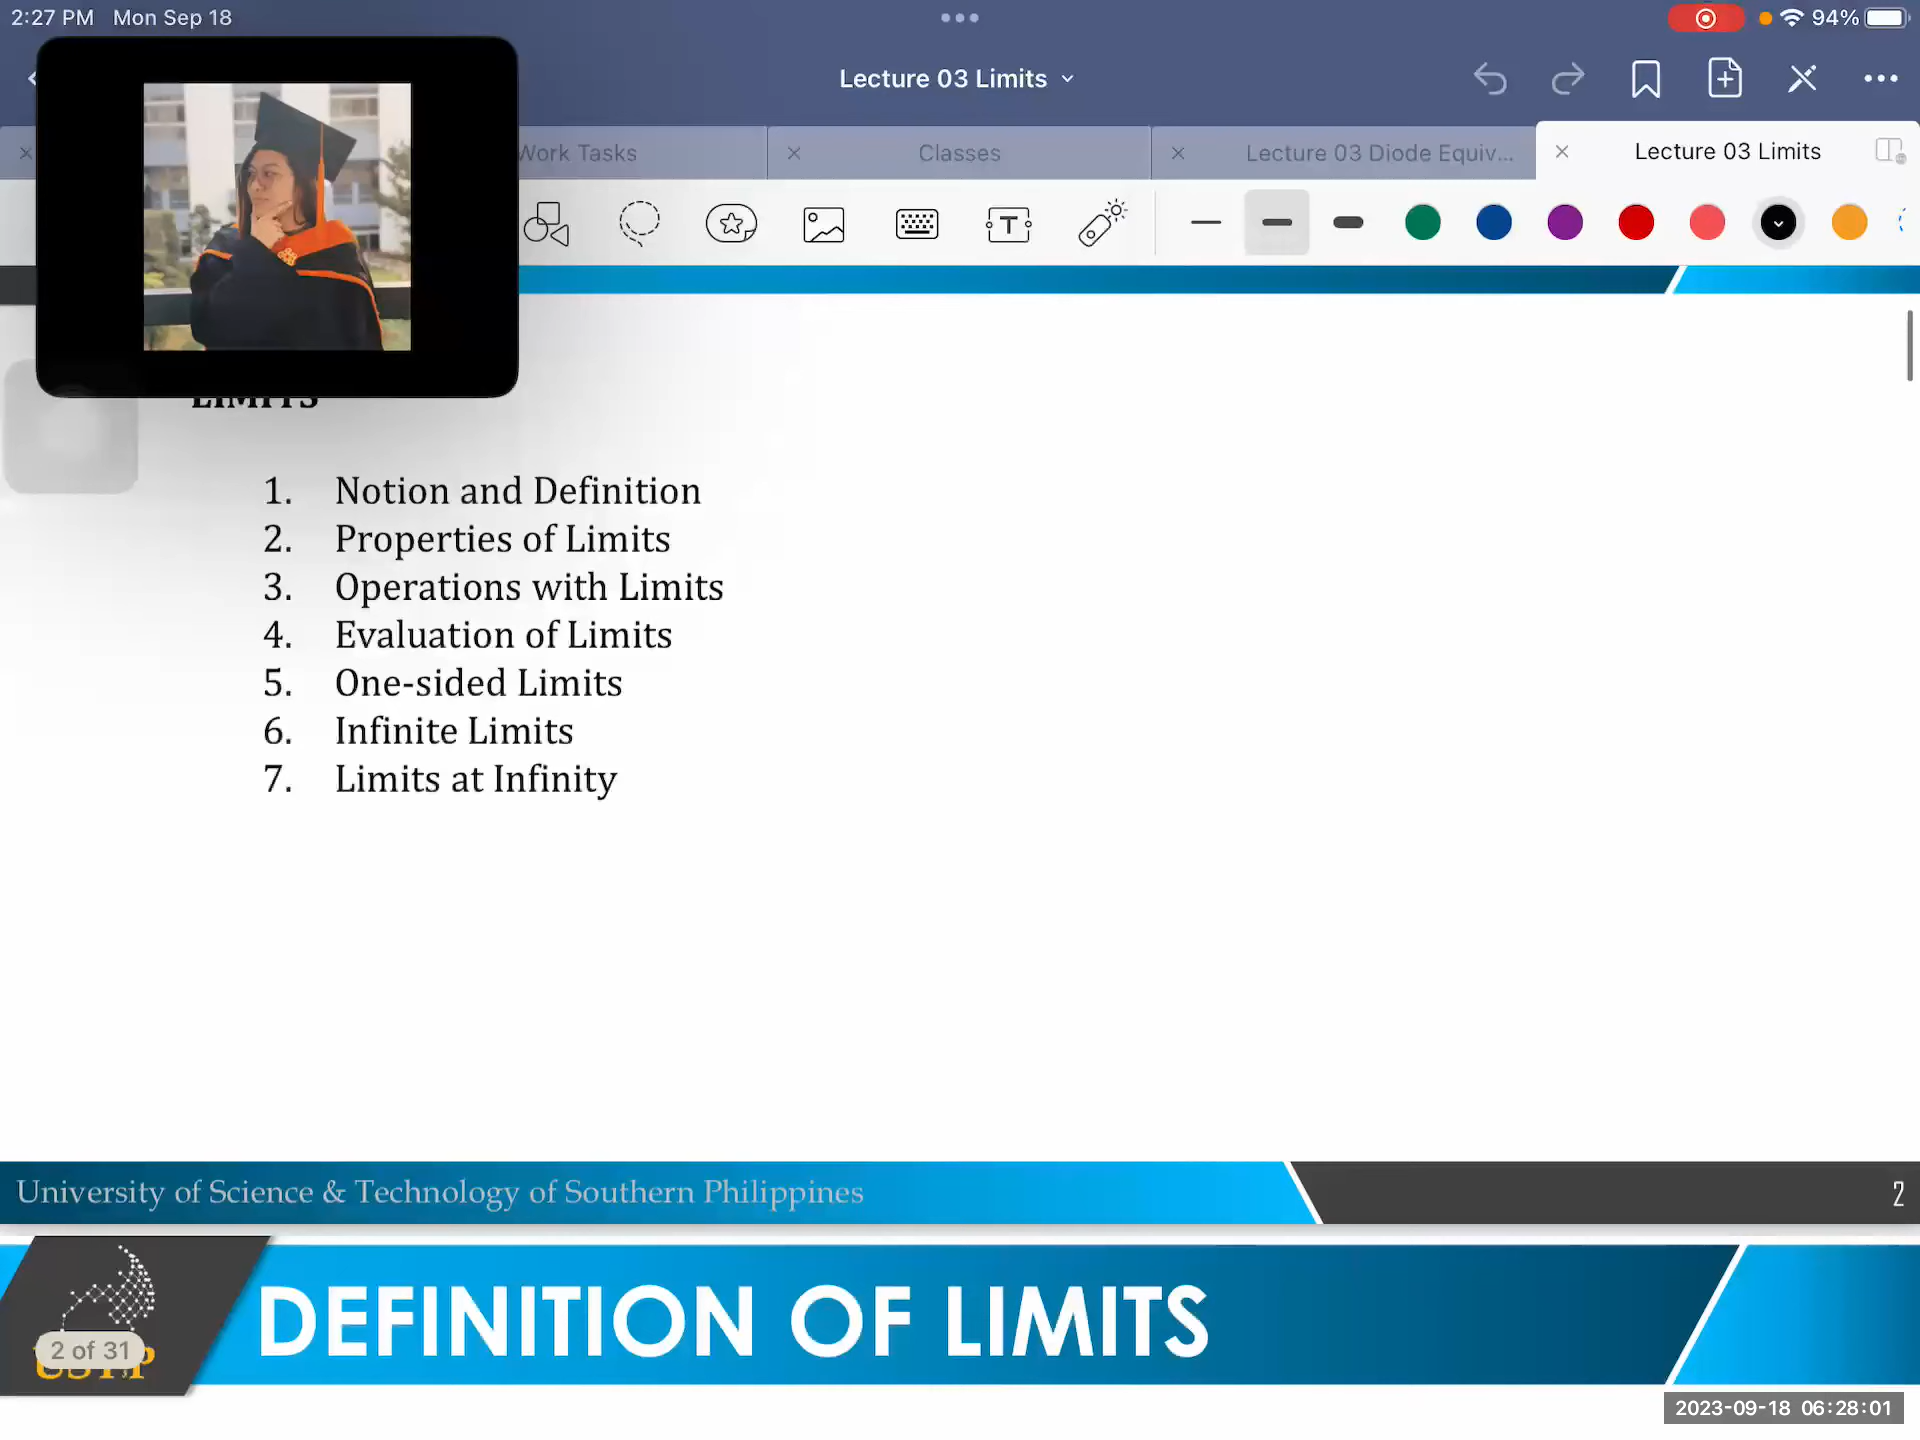 2:27 PM Mon Sep 18
94%
Lecture 03 Limits
Work Tasks
Classes
Lecture 03 Diode Equiv...
Lecture 03 Limits
T
LIMITS
1. Notion and Definition
2. Properties of Limits
3. Operations with Limits
4. Evaluation of Limits
5. One-sided Limits
6. Infinite Limits
7. Limits at Infinity
University of Science & Technology of Southern Philippines
2
DEFINITION OF LIMITS
2 of 31
2023-09-18 06:28:01